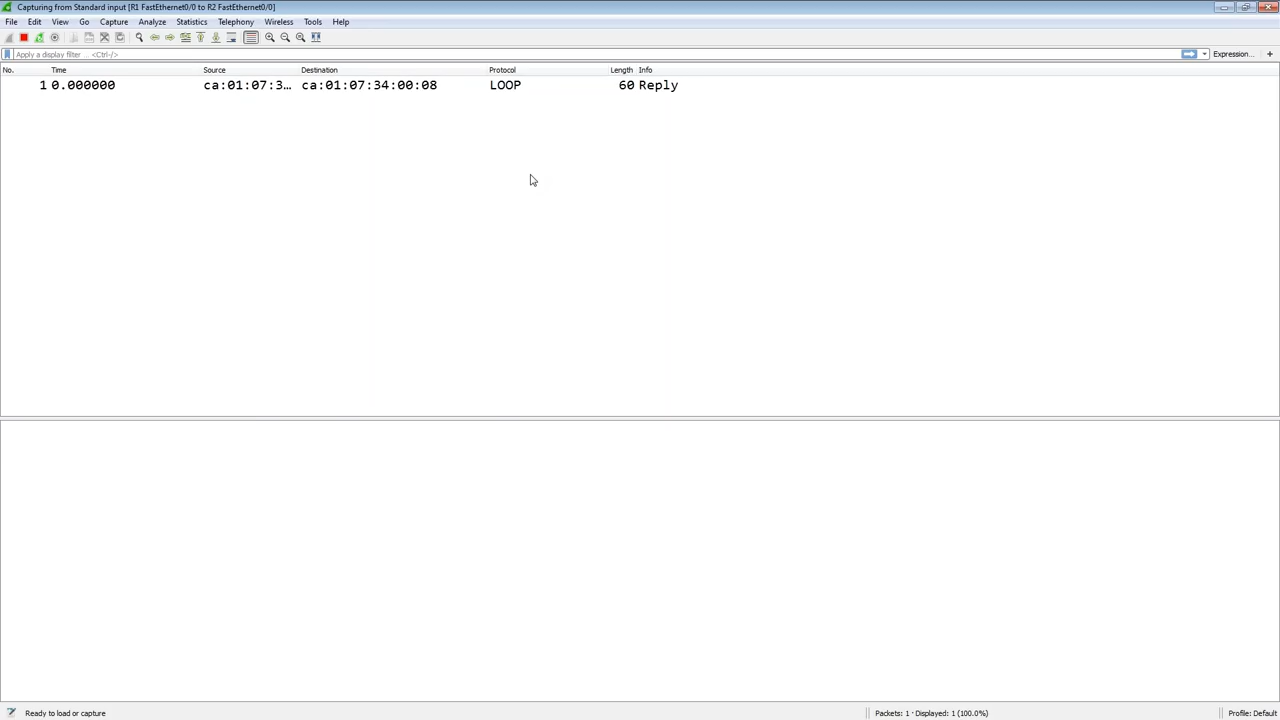 Capturing from Standard input [R1 FastEthernet0/0 to R2 FastEthernet0/0]
File Edit View Go Capture Analyze Statistics Telephony Wireless Tools Help
Apply a display filter ... <Ctrl-/> Expression... +
No. Time Source Destination Protocol Length Info
1 0.000000 ca:01:07:3... ca:01:07:34:00:08 LOOP 60 Reply
Ready to load or capture Packets: 1 · Displayed: 1 (100.0%) Profile: Default